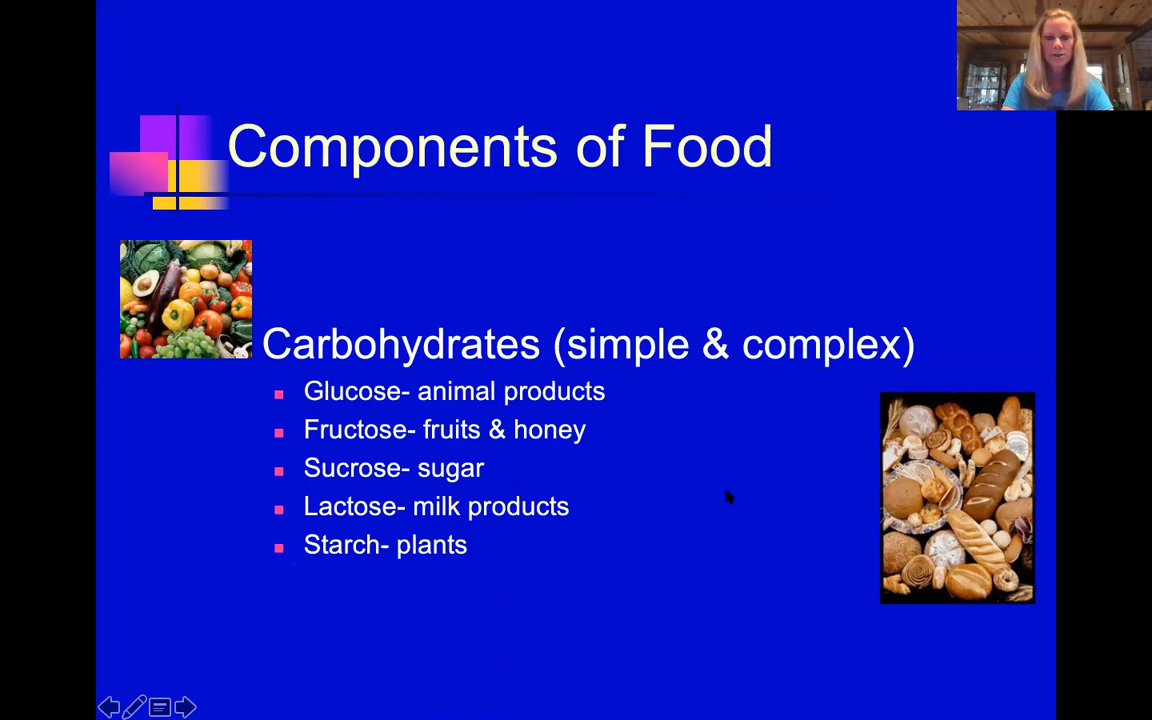 Components of Food
Carbohydrates (simple & complex)
Glucose- animal products
Fructose- fruits & honey
Sucrose- sugar
Lactose- milk products
Starch- plants